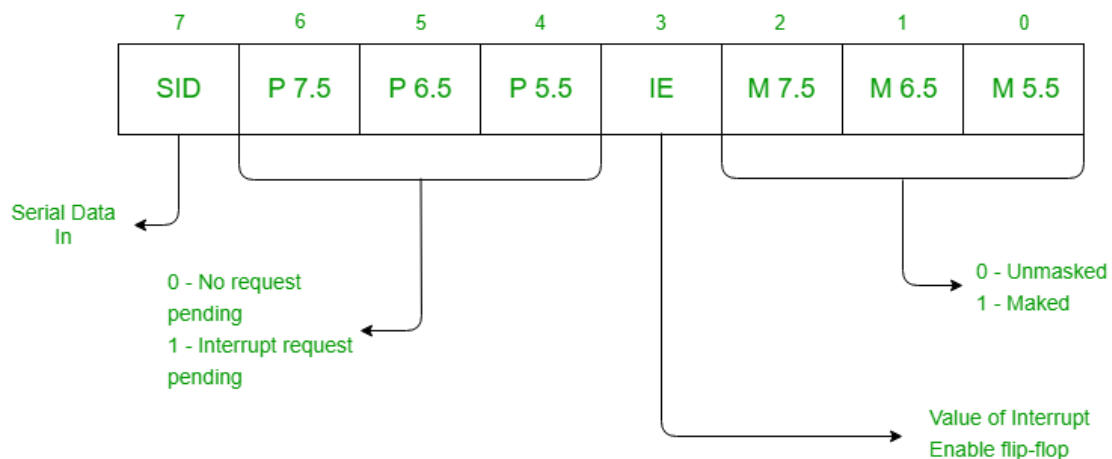 7 6 5 4 3 2 1 0
SID P 7.5 P 6.5 P 5.5 IE M 7.5 M 6.5 M 5.5
Serial Data
In
0 - No request
pending
1 - Interrupt request
pending
0 - Unmasked
1 - Maked
Value of Interrupt
Enable flip-flop